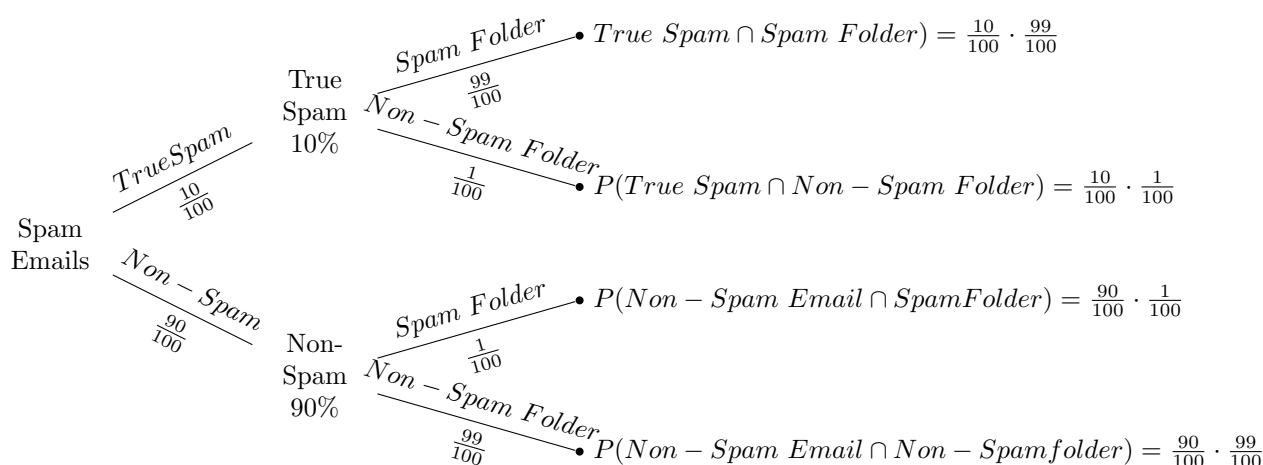 Spam
Emails
TrueSpam
10/100
Non − Spam
90/100
True
Spam
10%
Spam Folder
99/100
Non − Spam Folder
1/100
True Spam ∩ Spam Folder) = 10/100 · 99/100
P(True Spam ∩ Non − Spam Folder) = 10/100 · 1/100
Non-
Spam
90%
Spam Folder
1/100
Non − Spam Folder
99/100
P(Non − Spam Email ∩ SpamFolder) = 90/100 · 1/100
P(Non − Spam Email ∩ Non − Spamfolder) = 90/100 · 99/100